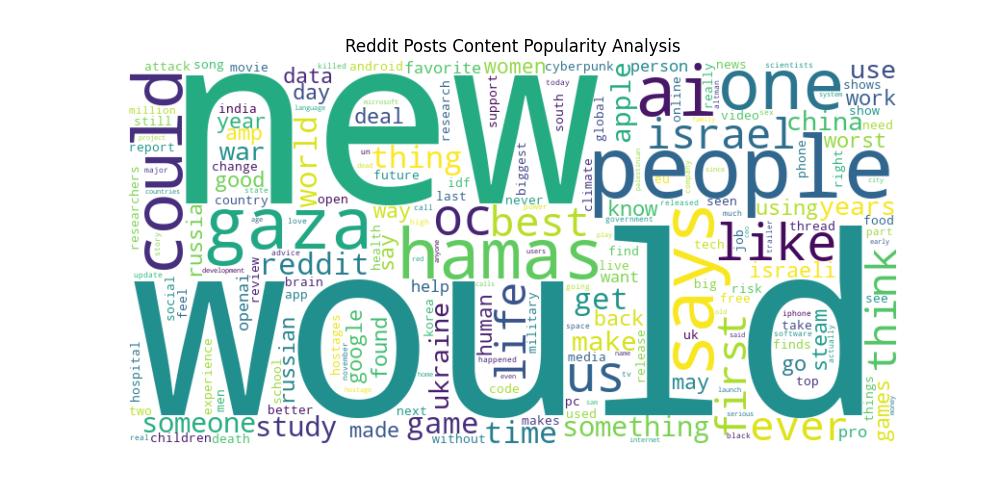 Reddit Posts Content Popularity Analysis
attack song movie android favorite women cyberpunk person news scientists
data day
could new ai one use
work
shows
show
million
still
report
india
year
amp
war
change
good
country
world
language
microsoft
deal
thing
un
future
dead
idf
last
research
support
today
south
biggest
never
global
climate
apple
online
really
altman
system
video
sex
china
need
worst
israel
people
phone
palestinian
company
since
right
city
researchers
project
major
countries
state
killed
open
russia
gaza
age
love
way
call
high
say
health
oc best
power
government
released
know
seen
much
using years
food
part
early
story
reddit
advice
development
review
hamas
red
anyone
users
play
find
live
want
says
tech
job
ceo
trailer
like
thread
israeli
think
risk
big
free
old
see
update
social
feel
openai
brain
app
would
help
calls
going
get
back
space
make
media
name
tv
us
release
uk
said
may
launch
first
serious
iphone
take
software
finds
actually
go
top
steam
things
money
games
hospital
experience
men
school
russian
hostages
november
google
found
hostage
home
korea
ukraine
human
happened
even
life
code
military
pc
san
used
two
someone
better
study
made
next
game
without
makes
time
something
internet
black
ever
pro
real
children
death